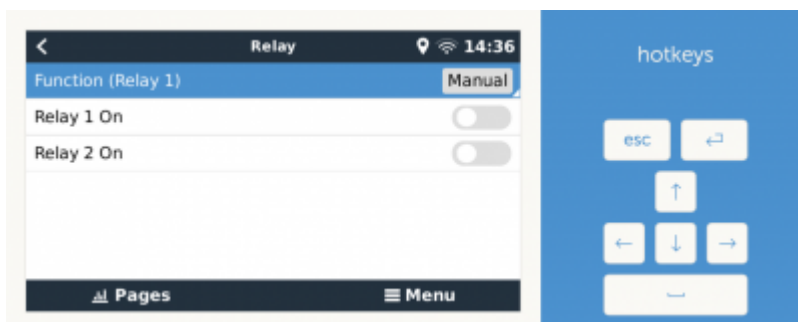 Relay 14:36
Function (Relay 1) Manual
Relay 1 On
Relay 2 On
Pages Menu
hotkeys
esc